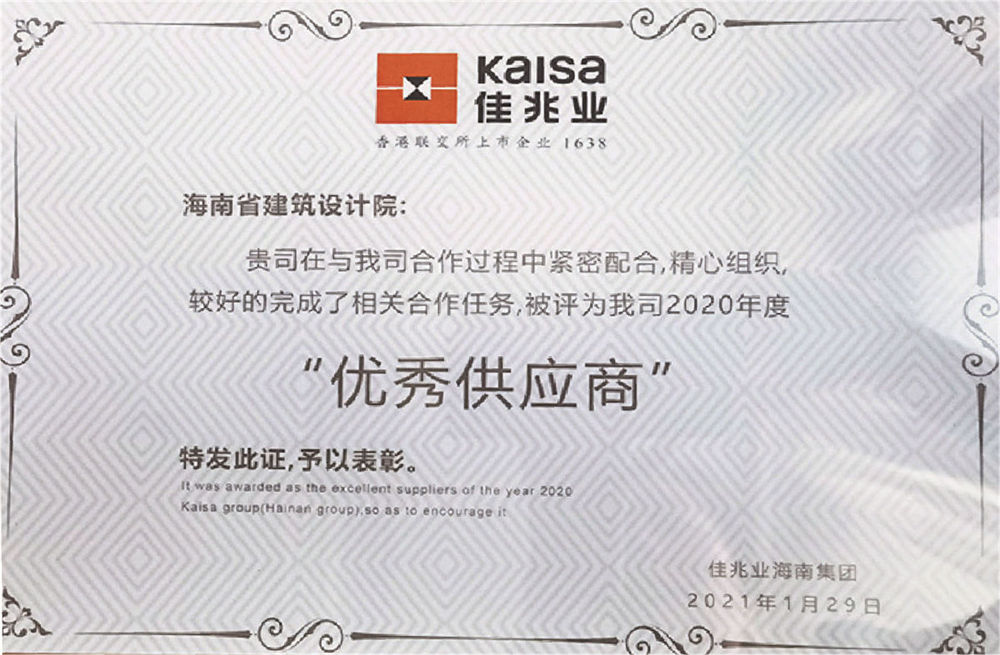 KAISA
佳兆业
香港联交所上市企业 1638
海南省建筑设计院:
贵司在与我司合作过程中紧密配合,精心组织,
较好的完成了相关合作任务,被评为我司2020年度
“优秀供应商”
特发此证,予以表彰。
It was awarded as the excellent suppliers of the year 2020
Kaisa group(Hainan group),so as to encourage it
佳兆业海南集团
2021年1月29日